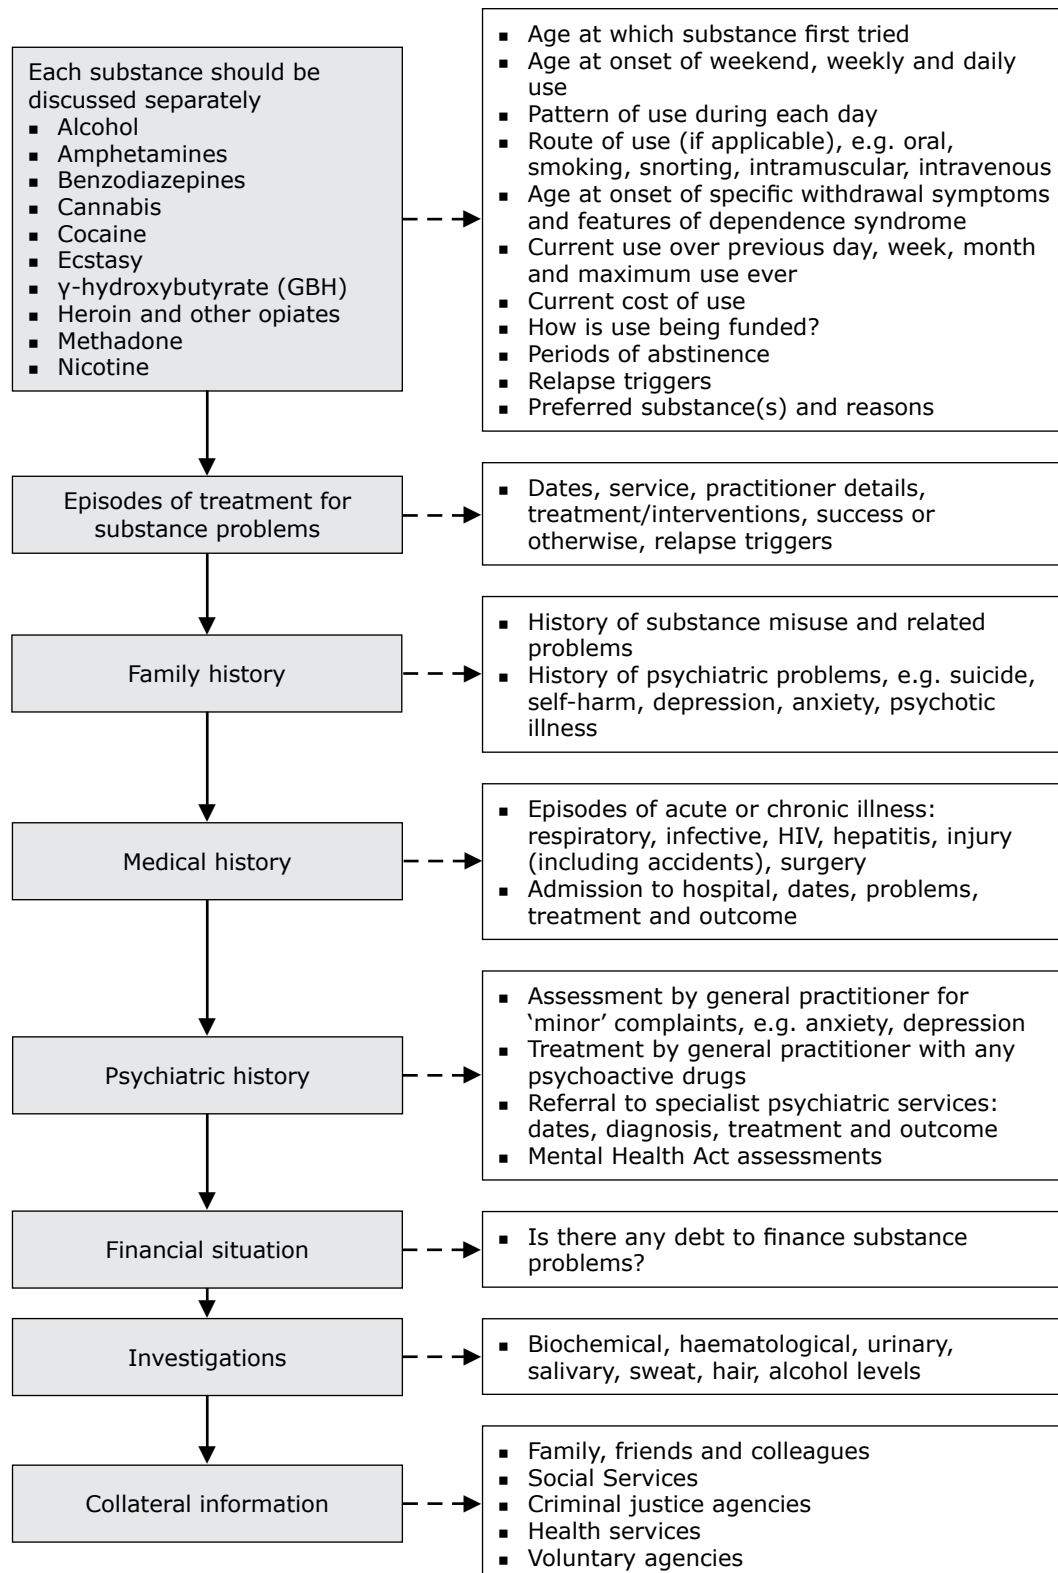 Each substance should be
discussed separately
▪ Alcohol
▪ Amphetamines
▪ Benzodiazepines
▪ Cannabis
▪ Cocaine
▪ Ecstasy
▪ γ-hydroxybutyrate (GBH)
▪ Heroin and other opiates
▪ Methadone
▪ Nicotine
▪ Age at which substance first tried
▪ Age at onset of weekend, weekly and daily
use
▪ Pattern of use during each day
▪ Route of use (if applicable), e.g. oral,
smoking, snorting, intramuscular, intravenous
▪ Age at onset of specific withdrawal symptoms
and features of dependence syndrome
▪ Current use over previous day, week, month
and maximum use ever
▪ Current cost of use
▪ How is use being funded?
▪ Periods of abstinence
▪ Relapse triggers
▪ Preferred substance(s) and reasons
Episodes of treatment for
substance problems
▪ Dates, service, practitioner details,
treatment/interventions, success or
otherwise, relapse triggers
Family history
▪ History of substance misuse and related
problems
▪ History of psychiatric problems, e.g. suicide,
self-harm, depression, anxiety, psychotic
illness
Medical history
▪ Episodes of acute or chronic illness:
respiratory, infective, HIV, hepatitis, injury
(including accidents), surgery
▪ Admission to hospital, dates, problems,
treatment and outcome
Psychiatric history
▪ Assessment by general practitioner for
‘minor’ complaints, e.g. anxiety, depression
▪ Treatment by general practitioner with any
psychoactive drugs
▪ Referral to specialist psychiatric services:
dates, diagnosis, treatment and outcome
▪ Mental Health Act assessments
Financial situation
▪ Is there any debt to finance substance
problems?
Investigations
▪ Biochemical, haematological, urinary,
salivary, sweat, hair, alcohol levels
Collateral information
▪ Family, friends and colleagues
▪ Social Services
▪ Criminal justice agencies
▪ Health services
▪ Voluntary agencies